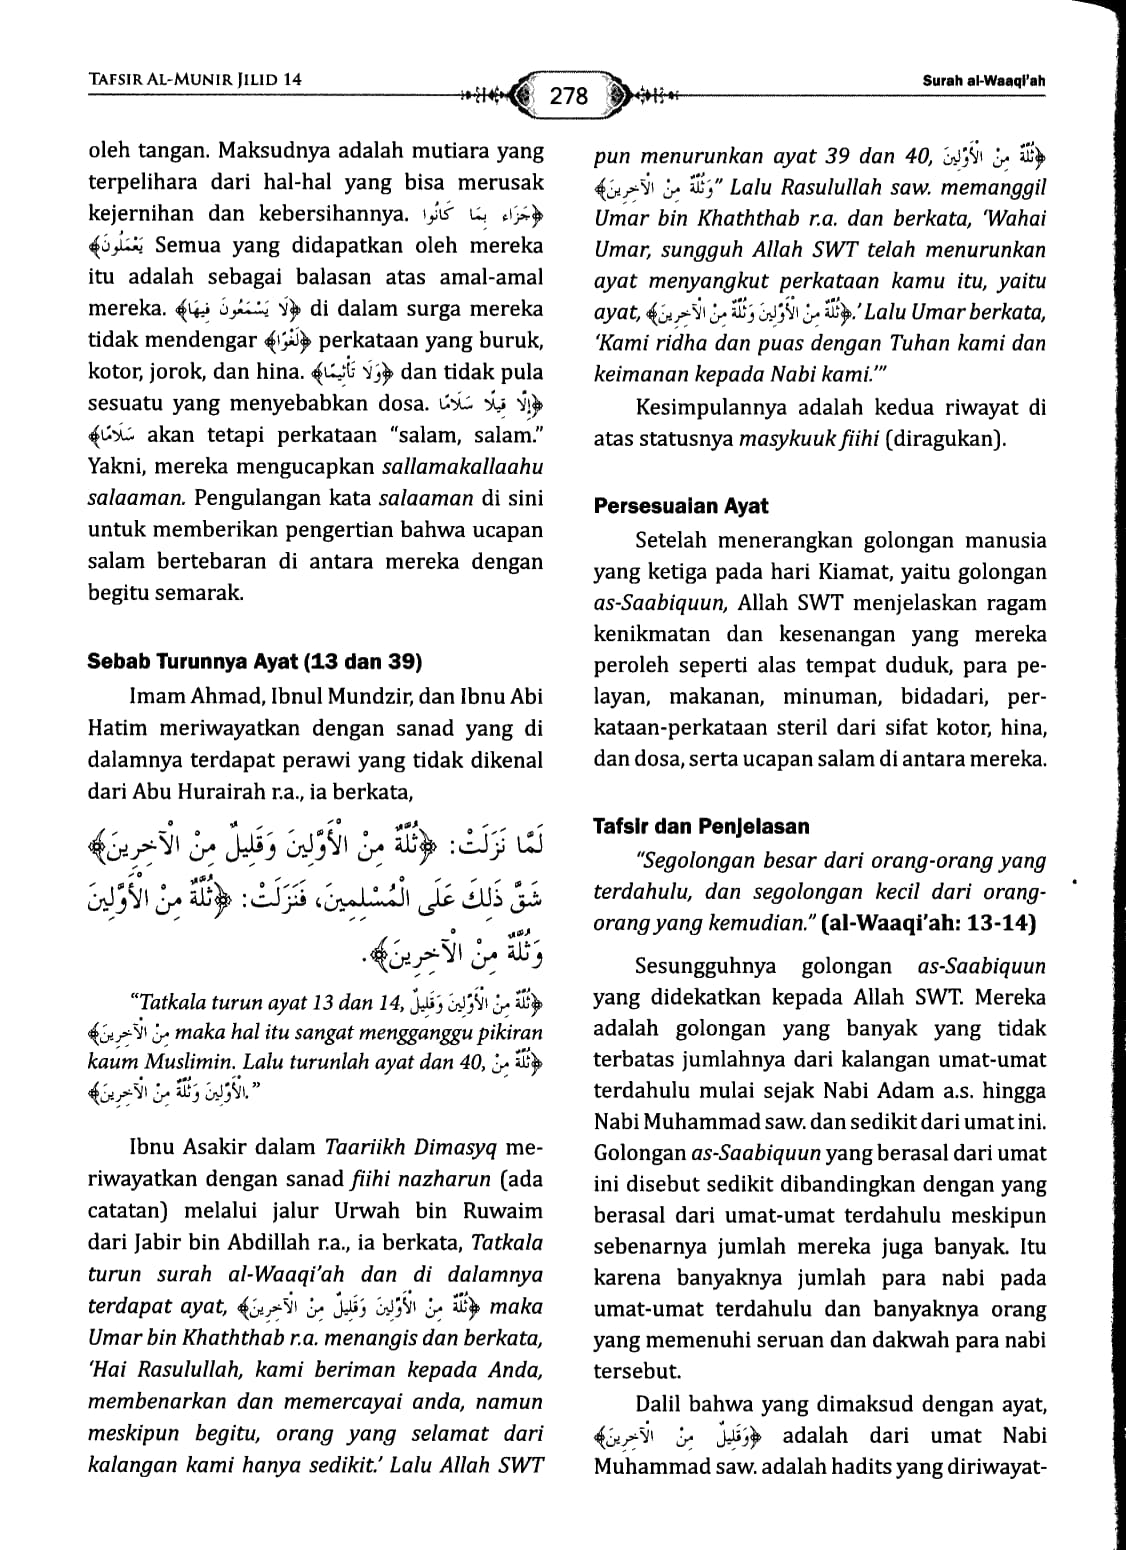 TAFSIR AL-MUNIR JILID 14
278
Surah al-Waaqi'ah
oleh tangan. Maksudnya adalah mutiara yang
terpelihara dari hal-hal yang bisa merusak
kejernihan dan kebersihannya. ﴿جَزَاءً بِمَا كَانُوا
يَعْمَلُونَ﴾ Semua yang didapatkan oleh mereka
itu adalah sebagai balasan atas amal-amal
mereka. ﴿لَا يَسْمَعُونَ فِيهَا﴾ di dalam surga mereka
tidak mendengar ﴿لَغْوًا﴾ perkataan yang buruk,
kotor, jorok, dan hina. ﴿وَلَا تَأْثِيمًا﴾ dan tidak pula
sesuatu yang menyebabkan dosa. ﴿إِلَّا قِيلًا سَلَامًا
سَلَامًا﴾ akan tetapi perkataan “salam, salam.”
Yakni, mereka mengucapkan sallamakallaahu
salaaman. Pengulangan kata salaaman di sini
untuk memberikan pengertian bahwa ucapan
salam bertebaran di antara mereka dengan
begitu semarak.
Sebab Turunnya Ayat (13 dan 39)
Imam Ahmad, Ibnul Mundzir, dan Ibnu Abi
Hatim meriwayatkan dengan sanad yang di
dalamnya terdapat perawi yang tidak dikenal
dari Abu Hurairah r.a., ia berkata,
لَمَّا نَزَلَتْ: ﴿ثُلَّةٌ مِنْ الْأَوَّلِينَ وَقَلِيلٌ مِنْ الْآخِرِينَ﴾
شَقَّ ذَلِكَ عَلَى الْمُسْلِمِينَ، فَنَزَلَتْ: ﴿ثُلَّةٌ مِنْ الْأَوَّلِينَ
وَثُلَّةٌ مِنْ الْآخِرِينَ﴾.
“Tatkala turun ayat 13 dan 14, ﴿ثُلَّةٌ مِنْ الْأَوَّلِينَ وَقَلِيلٌ
مِنْ الْآخِرِينَ﴾ maka hal itu sangat mengganggu pikiran
kaum Muslimin. Lalu turunlah ayat dan 40, ﴿ثُلَّةٌ مِنْ
الْأَوَّلِينَ وَثُلَّةٌ مِنْ الْآخِرِينَ﴾.”
Ibnu Asakir dalam Taariikh Dimasyq me-
riwayatkan dengan sanad fiihi nazharun (ada
catatan) melalui jalur Urwah bin Ruwaim
dari Jabir bin Abdillah r.a., ia berkata, Tatkala
turun surah al-Waaqi’ah dan di dalamnya
terdapat ayat, ﴿ثُلَّةٌ مِنْ الْأَوَّلِينَ وَقَلِيلٌ مِنْ الْآخِرِينَ﴾ maka
Umar bin Khaththab r.a. menangis dan berkata,
‘Hai Rasulullah, kami beriman kepada Anda,
membenarkan dan memercayai anda, namun
meskipun begitu, orang yang selamat dari
kalangan kami hanya sedikit.’ Lalu Allah SWT
pun menurunkan ayat 39 dan 40, ﴿ثُلَّةٌ مِنْ الْأَوَّلِينَ
وَثُلَّةٌ مِنْ الْآخِرِينَ﴾” Lalu Rasulullah saw. memanggil
Umar bin Khaththab r.a. dan berkata, ‘Wahai
Umar, sungguh Allah SWT telah menurunkan
ayat menyangkut perkataan kamu itu, yaitu
ayat, ﴿ثُلَّةٌ مِنْ الْأَوَّلِينَ وَثُلَّةٌ مِنْ الْآخِرِينَ﴾.’ Lalu Umar berkata,
‘Kami ridha dan puas dengan Tuhan kami dan
keimanan kepada Nabi kami.’”
Kesimpulannya adalah kedua riwayat di
atas statusnya masykuuk fiihi (diragukan).
Persesuaian Ayat
Setelah menerangkan golongan manusia
yang ketiga pada hari Kiamat, yaitu golongan
as-Saabiquun, Allah SWT menjelaskan ragam
kenikmatan dan kesenangan yang mereka
peroleh seperti alas tempat duduk, para pe-
layan, makanan, minuman, bidadari, per-
kataan-perkataan steril dari sifat kotor, hina,
dan dosa, serta ucapan salam di antara mereka.
Tafsir dan Penjelasan
“Segolongan besar dari orang-orang yang
terdahulu, dan segolongan kecil dari orang-
orang yang kemudian.” (al-Waaqi’ah: 13-14)
Sesungguhnya golongan as-Saabiquun
yang didekatkan kepada Allah SWT. Mereka
adalah golongan yang banyak yang tidak
terbatas jumlahnya dari kalangan umat-umat
terdahulu mulai sejak Nabi Adam a.s. hingga
Nabi Muhammad saw. dan sedikit dari umat ini.
Golongan as-Saabiquun yang berasal dari umat
ini disebut sedikit dibandingkan dengan yang
berasal dari umat-umat terdahulu meskipun
sebenarnya jumlah mereka juga banyak. Itu
karena banyaknya jumlah para nabi pada
umat-umat terdahulu dan banyaknya orang
yang memenuhi seruan dan dakwah para nabi
tersebut.
Dalil bahwa yang dimaksud dengan ayat,
﴿وَقَلِيلٌ مِنْ الْآخِرِينَ﴾ adalah dari umat Nabi
Muhammad saw. adalah hadits yang diriwayat-